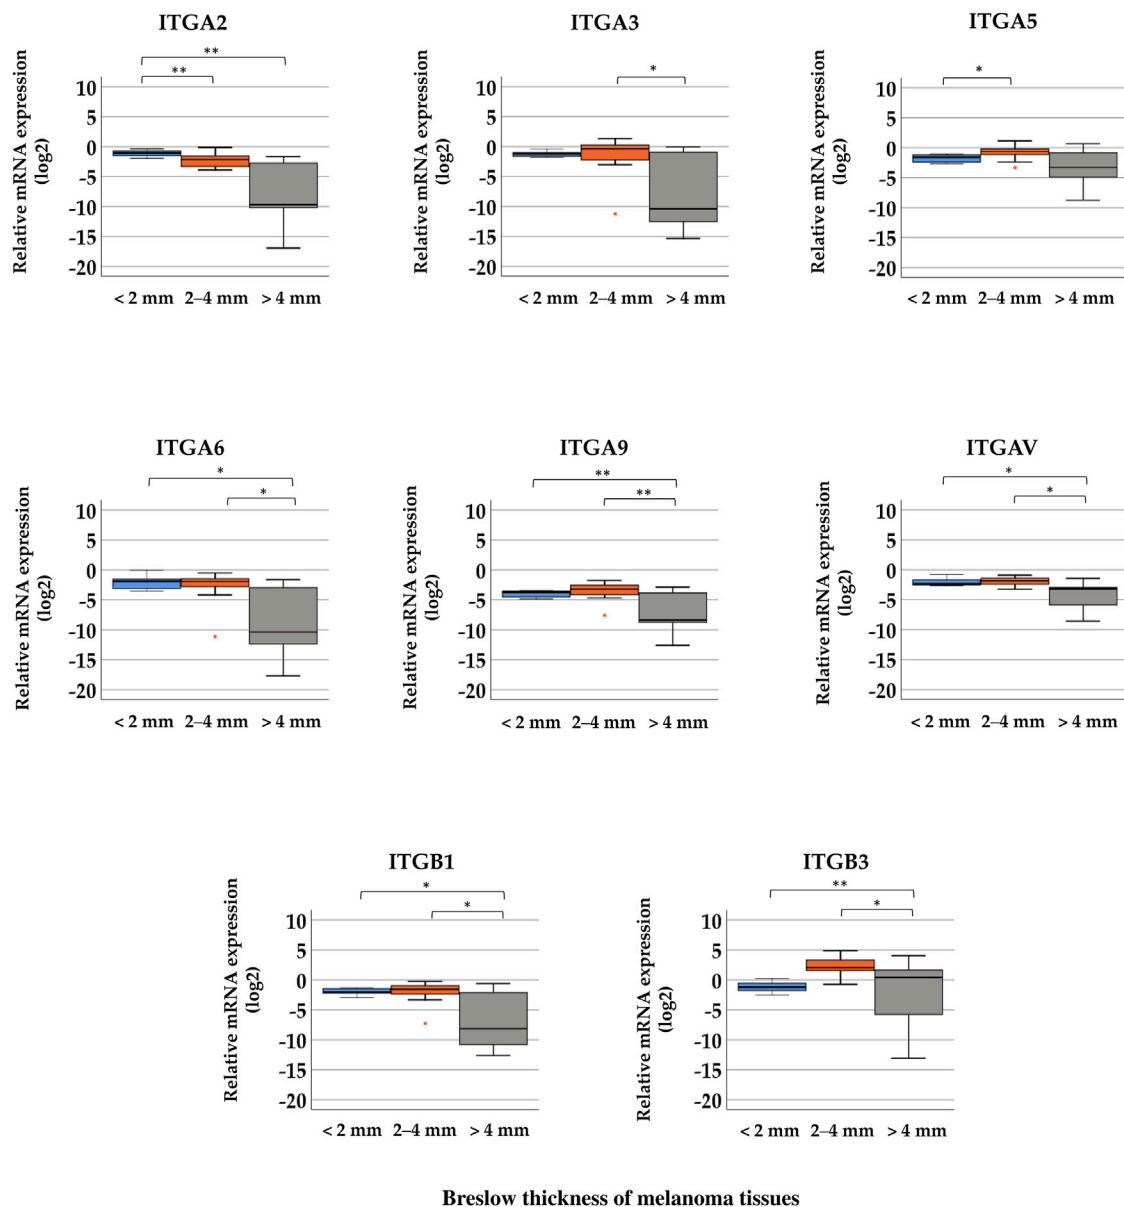 ITGA2
**
**
Relative mRNA expression
(log2)
10
5
0
-5
-10
-15
-20
< 2 mm 2–4 mm > 4 mm
ITGA3
*
Relative mRNA expression
(log2)
10
5
0
-5
-10
-15
-20
< 2 mm 2–4 mm > 4 mm
ITGA5
*
Relative mRNA expression
(log2)
10
5
0
-5
-10
-15
-20
< 2 mm 2–4 mm > 4 mm
ITGA6
*
*
Relative mRNA expression
(log2)
10
5
0
-5
-10
-15
-20
< 2 mm 2–4 mm > 4 mm
ITGA9
**
**
Relative mRNA expression
(log2)
10
5
0
-5
-10
-15
-20
< 2 mm 2–4 mm > 4 mm
ITGAV
*
*
Relative mRNA expression
(log2)
10
5
0
-5
-10
-15
-20
< 2 mm 2–4 mm > 4 mm
ITGB1
*
*
Relative mRNA expression
(log2)
10
5
0
-5
-10
-15
-20
< 2 mm 2–4 mm > 4 mm
ITGB3
**
*
Relative mRNA expression
(log2)
10
5
0
-5
-10
-15
-20
< 2 mm 2–4 mm > 4 mm
Breslow thickness of melanoma tissues